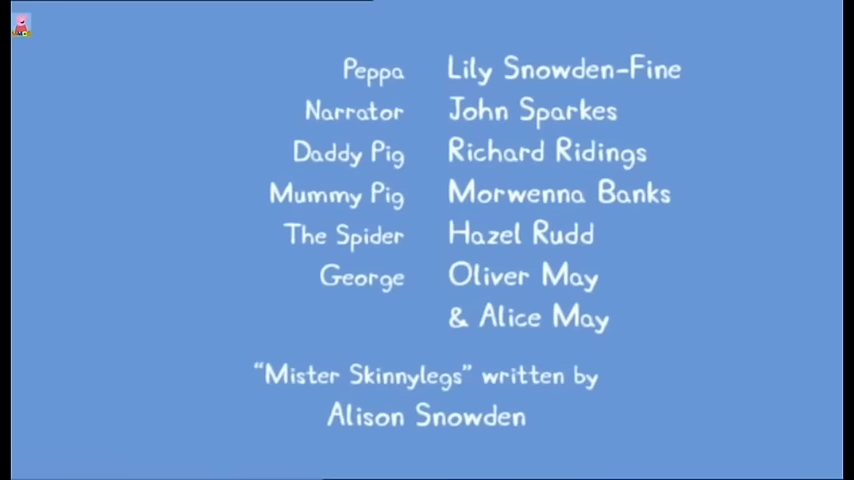 Peppa Lily Snowden-Fine
Narrator John Sparkes
Daddy Pig Richard Ridings
Mummy Pig Morwenna Banks
The Spider Hazel Rudd
George Oliver May
& Alice May
“Mister Skinnylegs” written by
Alison Snowden